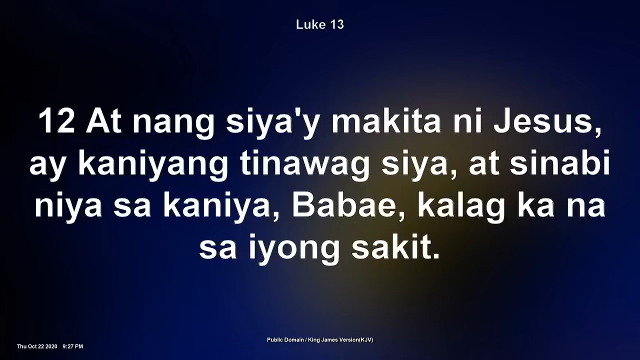 Luke 13
12 At nang siya'y makita ni Jesus,
ay kaniyang tinawag siya, at sinabi
niya sa kaniya, Babae, kalag ka na
sa iyong sakit.
Thu Oct 22 2020 9:27 PM
Public Domain / King James Version(KJV)